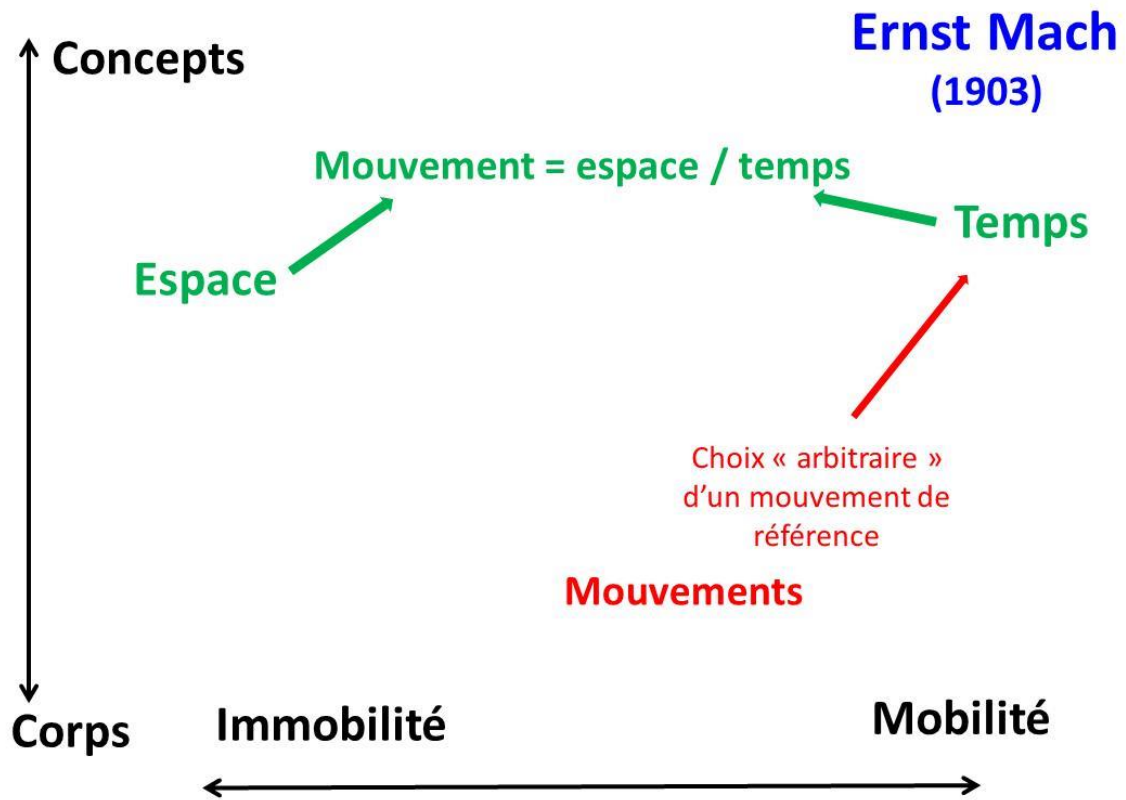 Ernst Mach
(1903)
Concepts
Mouvement = espace / temps
Temps
Espace
Choix « arbitraire »
d’un mouvement de
référence
Mouvements
Corps
Immobilité
Mobilité